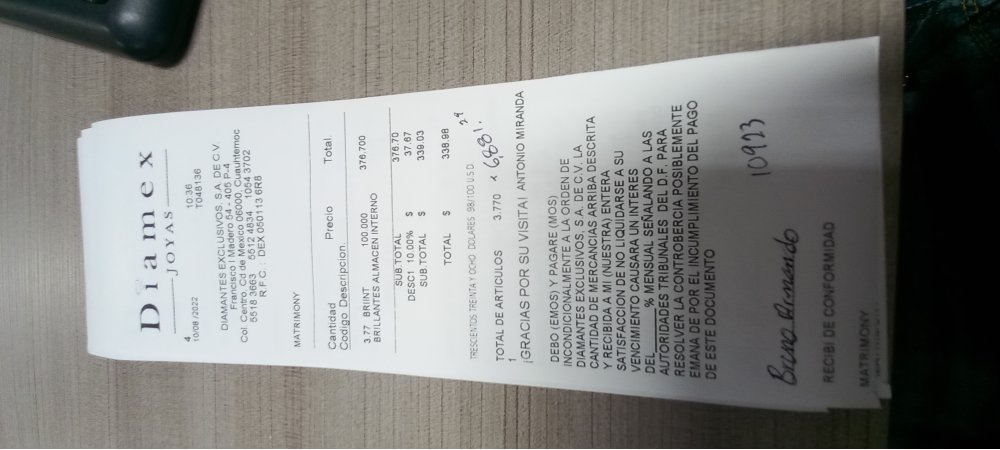 Diamex
JOYAS
4
10/08/2022 10:36
T048136
DIAMANTES EXCLUSIVOS, S.A. DE C.V.
Francisco I Madero 54 - 405 P-4
Col. Centro, Cd de Mexico 06000, Cuauhtemoc
5518 3663 5512 4834 1054 3702
R.F.C. : DEX 050113 6R8
MATRIMONY
Cantidad Precio Total.
Codigo Descripcion
3.77 BRIINT 100.000 376.700
BRILLANTES ALMACEN INTERNO
SUB.TOTAL 376.70
DESC1 10.00% $ 37.67
SUB.TOTAL $ 339.03
TOTAL $ 338.98
TRESCIENTOS TREINTA Y OCHO DOLARES 98/100 U.S.D.
TOTAL DE ARTICULOS 3.770
1
¡GRACIAS POR SU VISITA! ANTONIO MIRANDA
DEBO (EMOS) Y PAGARE (MOS)
INCONDICIONALMENTE A LA ORDEN DE
DIAMANTES EXCLUSIVOS, S.A. DE C.V. LA
CANTIDAD DE MERCANCIAS ARRIBA DESCRITA
Y RECIBIDA A MI (NUESTRA) ENTERA
SATISFACCION DE NO LIQUIDARSE A SU
VENCIMIENTO CAUSARA UN INTERES
DEL_____% MENSUAL SEÑALANDO A LAS
AUTORIDADES TRIBUNALES DEL D.F. PARA
RESOLVER LA CONTROBERCIA POSIBLEMENTE
EMANA DE POR EL INCUMPLIMIENTO DEL PAGO
DE ESTE DOCUMENTO
10923
RECIBI DE CONFORMIDAD
MATRIMONY